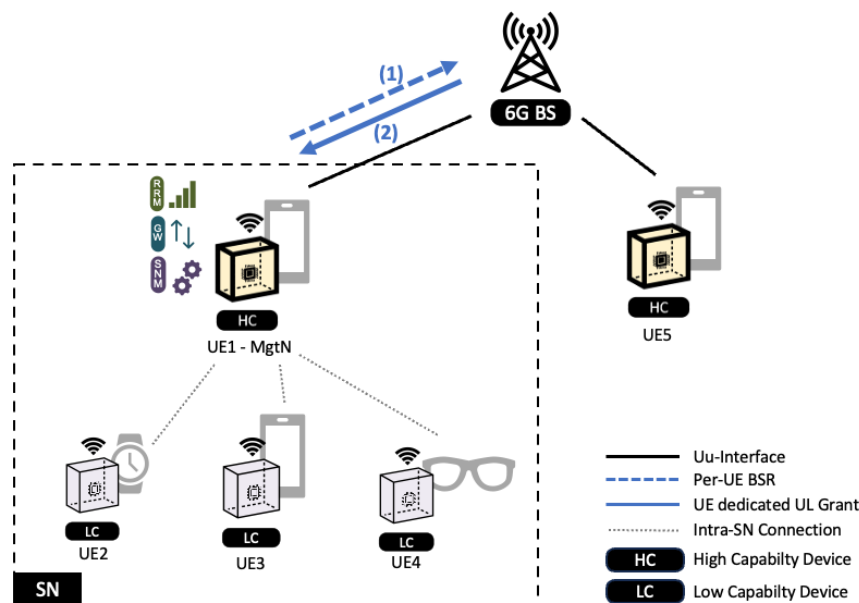 (1)
(2)
6G BS
RRM
GW
SNM
HC
UE1 - MgtN
HC
UE5
LC
UE2
LC
UE3
LC
UE4
SN
Uu-Interface
Per-UE BSR
UE dedicated UL Grant
Intra-SN Connection
HC High Capabilty Device
LC Low Capabilty Device